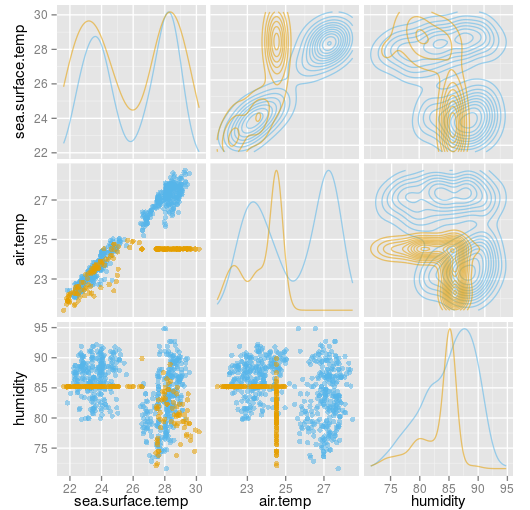 sea.surface.temp
30
28
26
24
22
air.temp
27
25
23
humidity
95
90
85
80
75
22 24 26 28 30
23 25 27
75 80 85 90 95
sea.surface.temp
air.temp
humidity